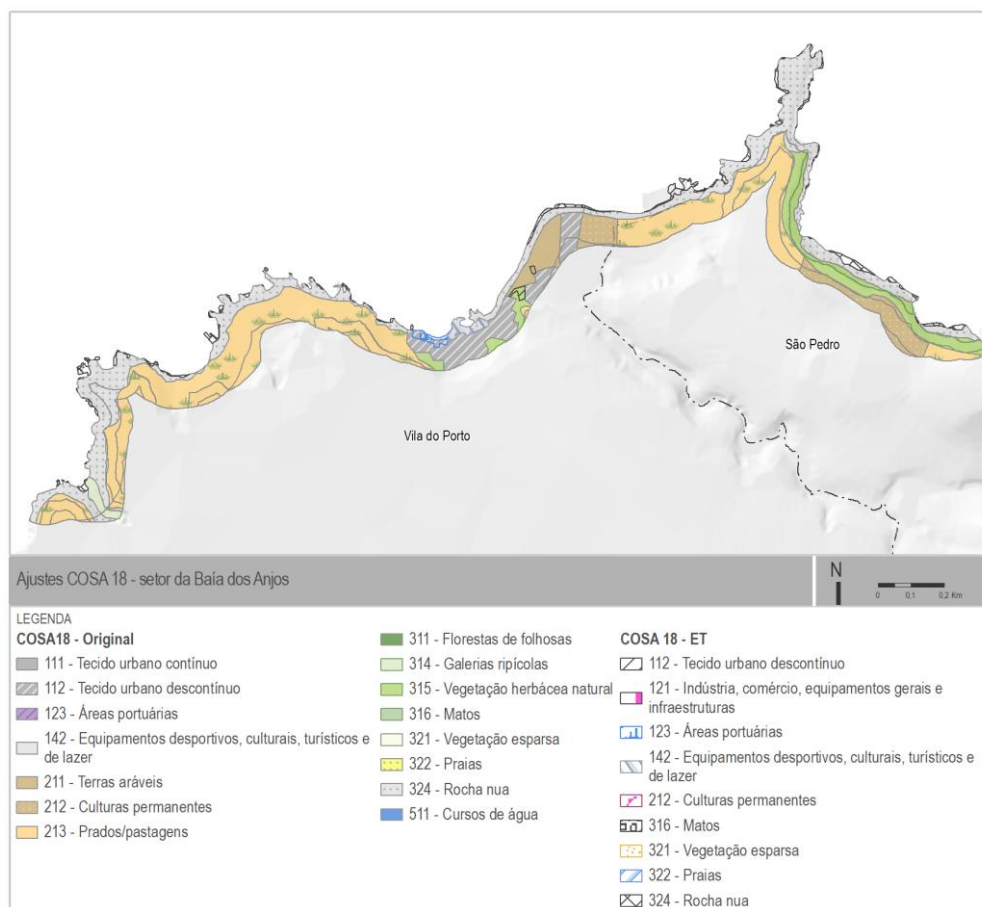 São Pedro
Vila do Porto
Ajustes COSA 18 - setor da Baía dos Anjos
N
0 0,1 0,2 Km
LEGENDA
COSA18 - Original
111 - Tecido urbano contínuo
112 - Tecido urbano descontínuo
123 - Áreas portuárias
142 - Equipamentos desportivos, culturais, turísticos e
de lazer
211 - Terras aráveis
212 - Culturas permanentes
213 - Prados/pastagens
311 - Florestas de folhosas
314 - Galerias ripícolas
315 - Vegetação herbácea natural
316 - Matos
321 - Vegetação esparsa
322 - Praias
324 - Rocha nua
511 - Cursos de água
COSA 18 - ET
112 - Tecido urbano descontínuo
121 - Indústria, comércio, equipamentos gerais e
infraestruturas
123 - Áreas portuárias
142 - Equipamentos desportivos, culturais, turísticos e
de lazer
212 - Culturas permanentes
316 - Matos
321 - Vegetação esparsa
322 - Praias
324 - Rocha nua